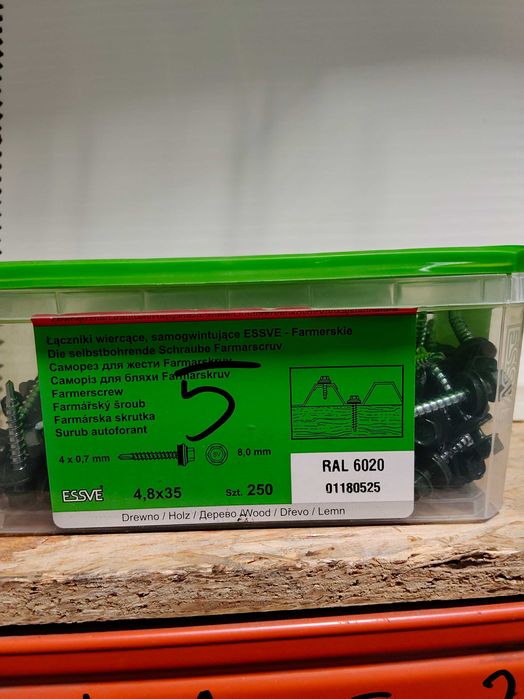 Łączniki wiercące, samogwintujące ESSVE - Farmerskie
Die selbstbohrende Schraube Farmarscruv
Саморез для жести Farmarskruv
Саморіз для бляхи Farmarskruv
Farmerscrew
Farmářský šroub
Farmárska skrutka
Surub autoforant
5
4 x 0,7 mm
8,0 mm
ESSVE
4,8x35
Szt. 250
RAL 6020
01180525
Drewno / Holz / Дерево /Wood / Dřevo / Lemn